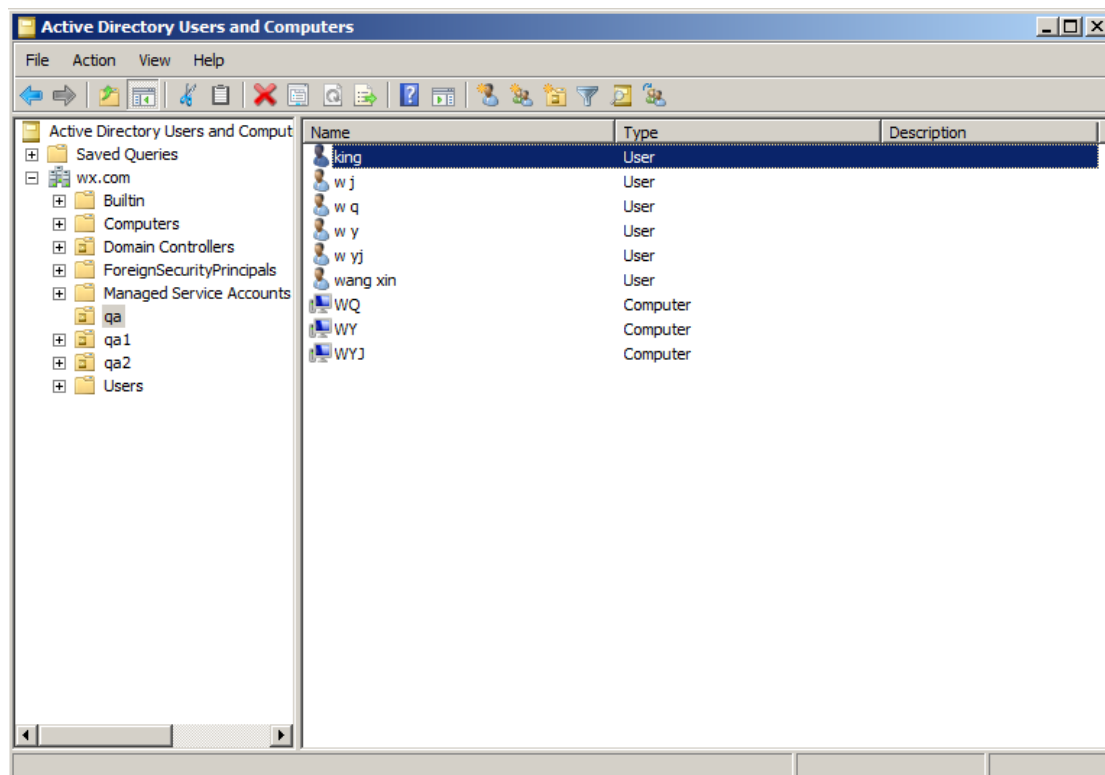 Active Directory Users and Computers
File Action View Help
Active Directory Users and Comput
Saved Queries
wx.com
Builtin
Computers
Domain Controllers
ForeignSecurityPrincipals
Managed Service Accounts
qa
qa1
qa2
Users
Name Type Description
king User
w j User
w q User
w y User
w yj User
wang xin User
WQ Computer
WY Computer
WYJ Computer